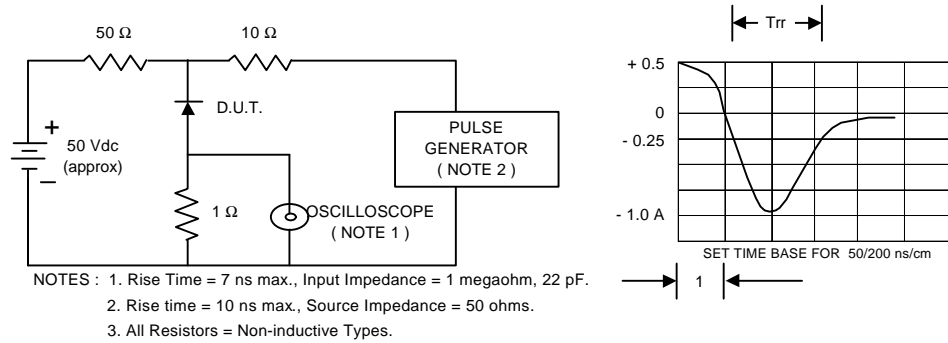 50 Ω
10 Ω
D.U.T.
+
50 Vdc
(approx)
−
1 Ω
OSCILLOSCOPE
( NOTE 1 )
PULSE
GENERATOR
( NOTE 2 )
NOTES : 1. Rise Time = 7 ns max., Input Impedance = 1 megaohm, 22 pF.
2. Rise time = 10 ns max., Source Impedance = 50 ohms.
3. All Resistors = Non-inductive Types.
Trr
+ 0.5
0
- 0.25
- 1.0 A
SET TIME BASE FOR 50/200 ns/cm
1